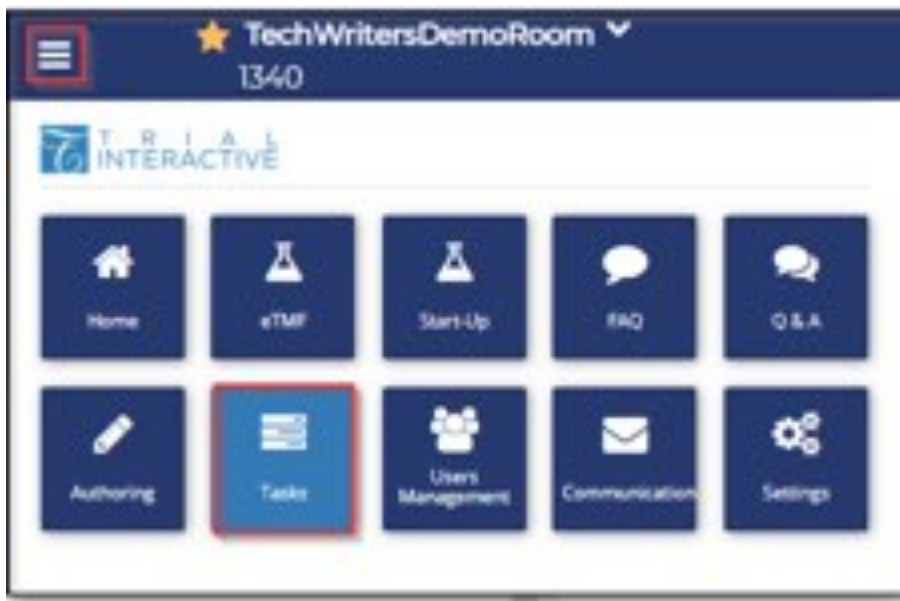 TechWritersDemoRoom
1340
TRIAL
INTERACTIVE
Home
eTMF
Start-Up
FAQ
Q & A
Authoring
Tasks
Users
Management
Communication
Settings